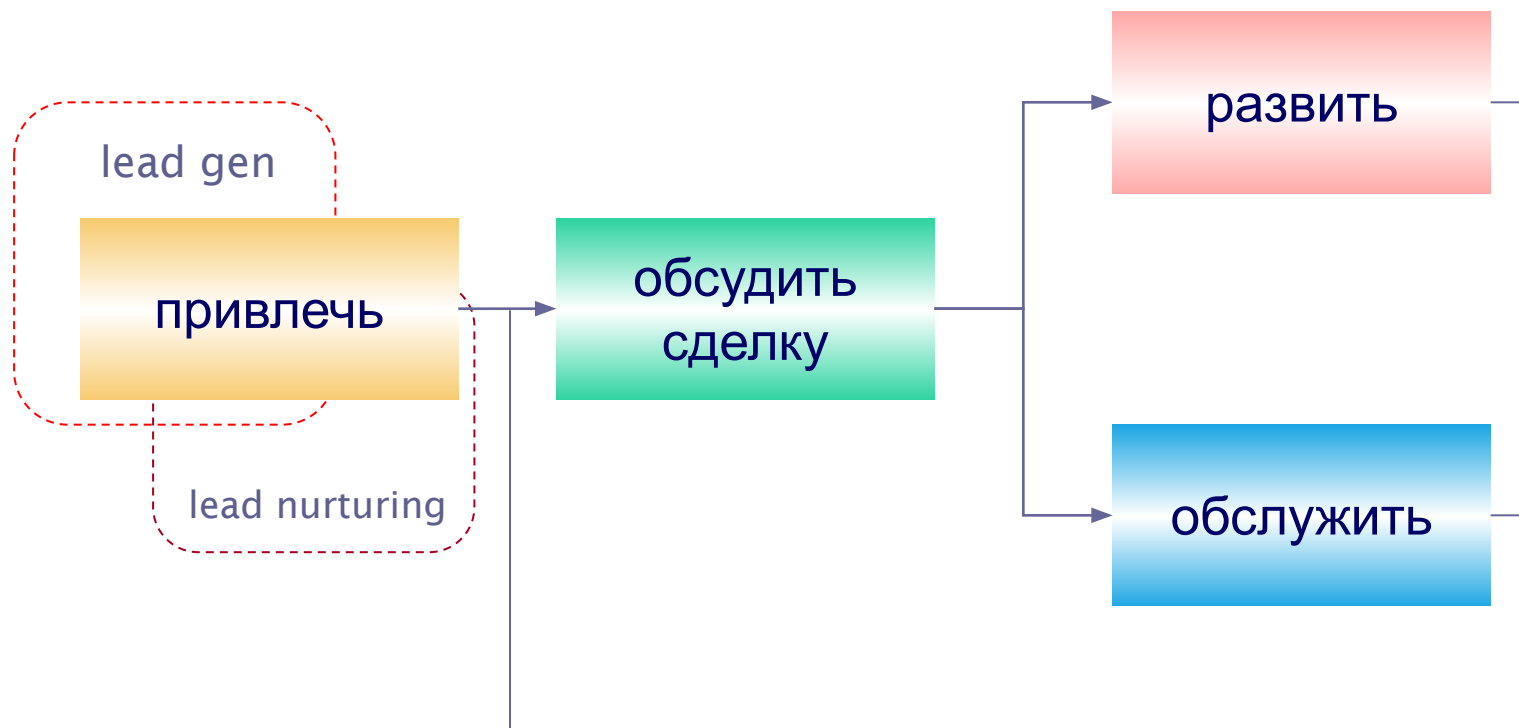 lead gen
привлечь
lead nurturing
обсудить
сделку
развить
обслужить